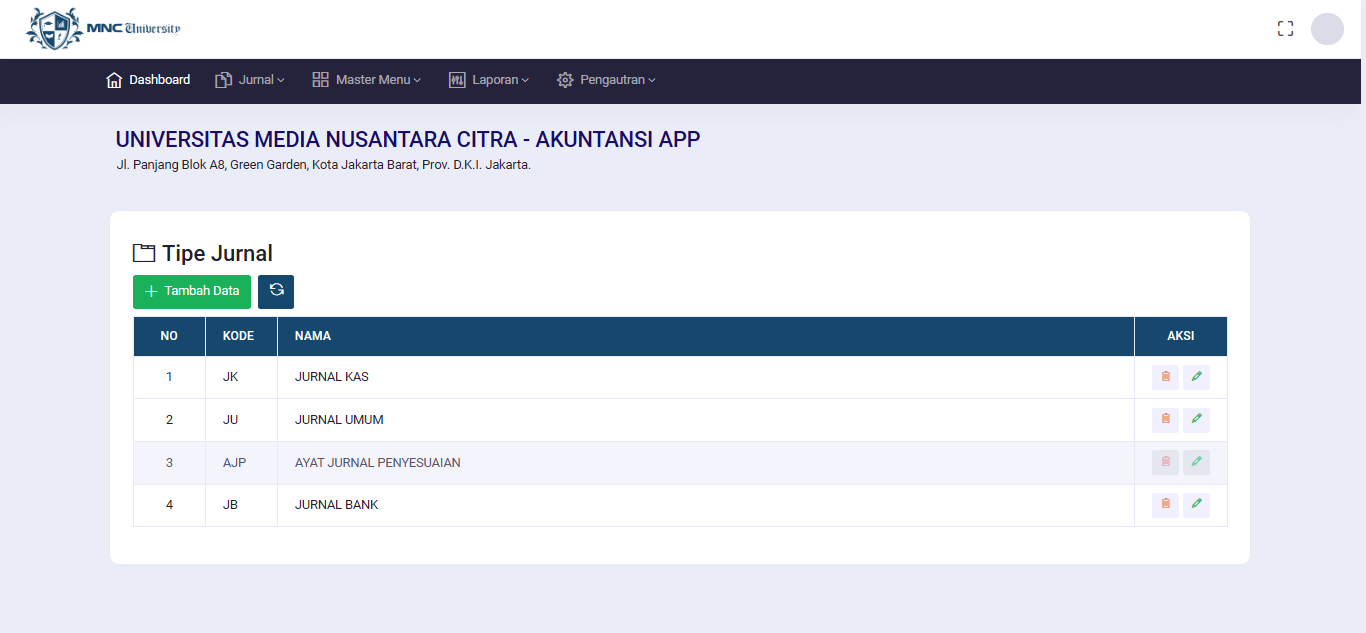 MNC University
Dashboard Jurnal Master Menu Laporan Pengautran
UNIVERSITAS MEDIA NUSANTARA CITRA - AKUNTANSI APP
Jl. Panjang Blok A8, Green Garden, Kota Jakarta Barat, Prov. D.K.I. Jakarta.
Tipe Jurnal
Tambah Data
NO KODE NAMA AKSI
1 JK JURNAL KAS
2 JU JURNAL UMUM
3 AJP AYAT JURNAL PENYESUAIAN
4 JB JURNAL BANK